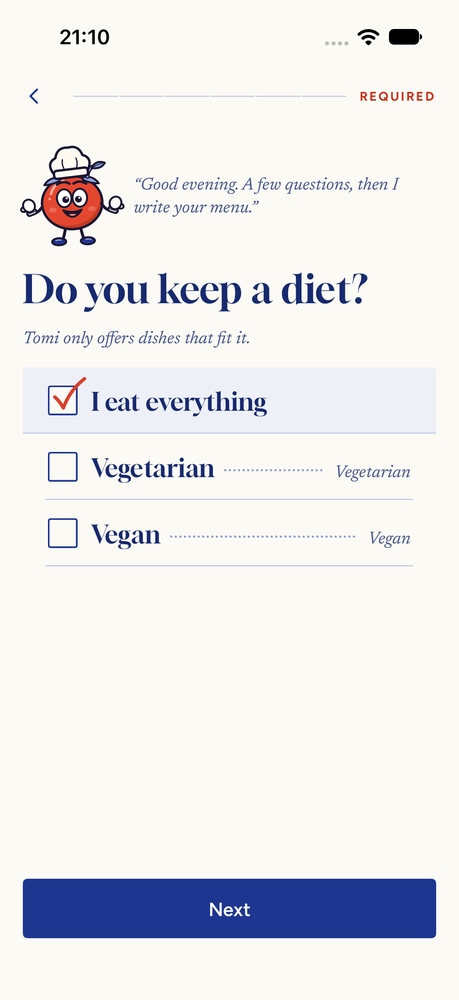 21:10
REQUIRED
“Good evening. A few questions, then I
write your menu.”
Do you keep a diet?
Tomi only offers dishes that fit it.
I eat everything
Vegetarian Vegetarian
Vegan Vegan
Next